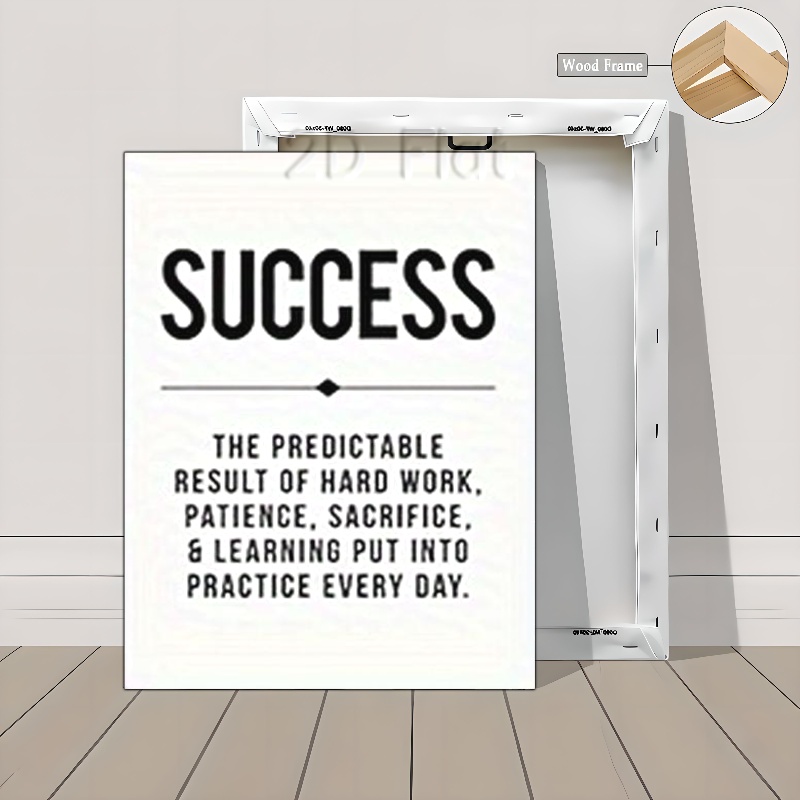 Wood Frame
2D Flat
SUCCESS
THE PREDICTABLE
RESULT OF HARD WORK,
PATIENCE, SACRIFICE,
& LEARNING PUT INTO
PRACTICE EVERY DAY.